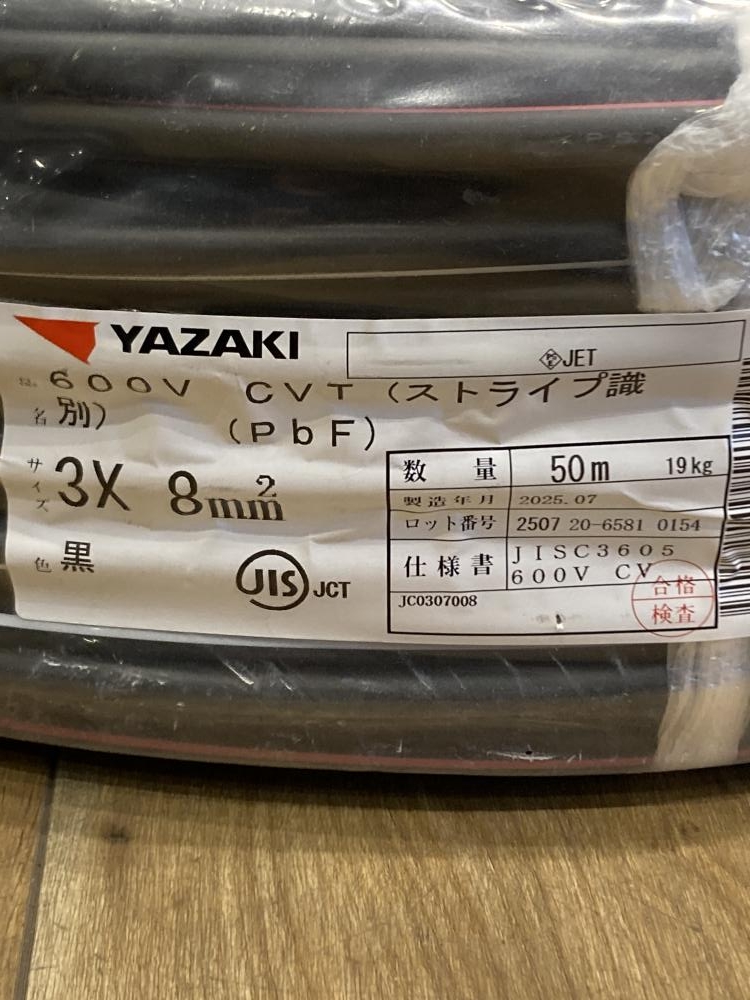 YAZAKI
JET
品名 600V CVT (ストライプ識
別) (PbF)
サイズ 3X 8mm²
色 黒
JIS JCT
数量 50m 19kg
製造年月 2025.07
ロット番号 2507 20-6581 0154
仕様書 JISC3605
600V CV
JC0307008
合格
検査